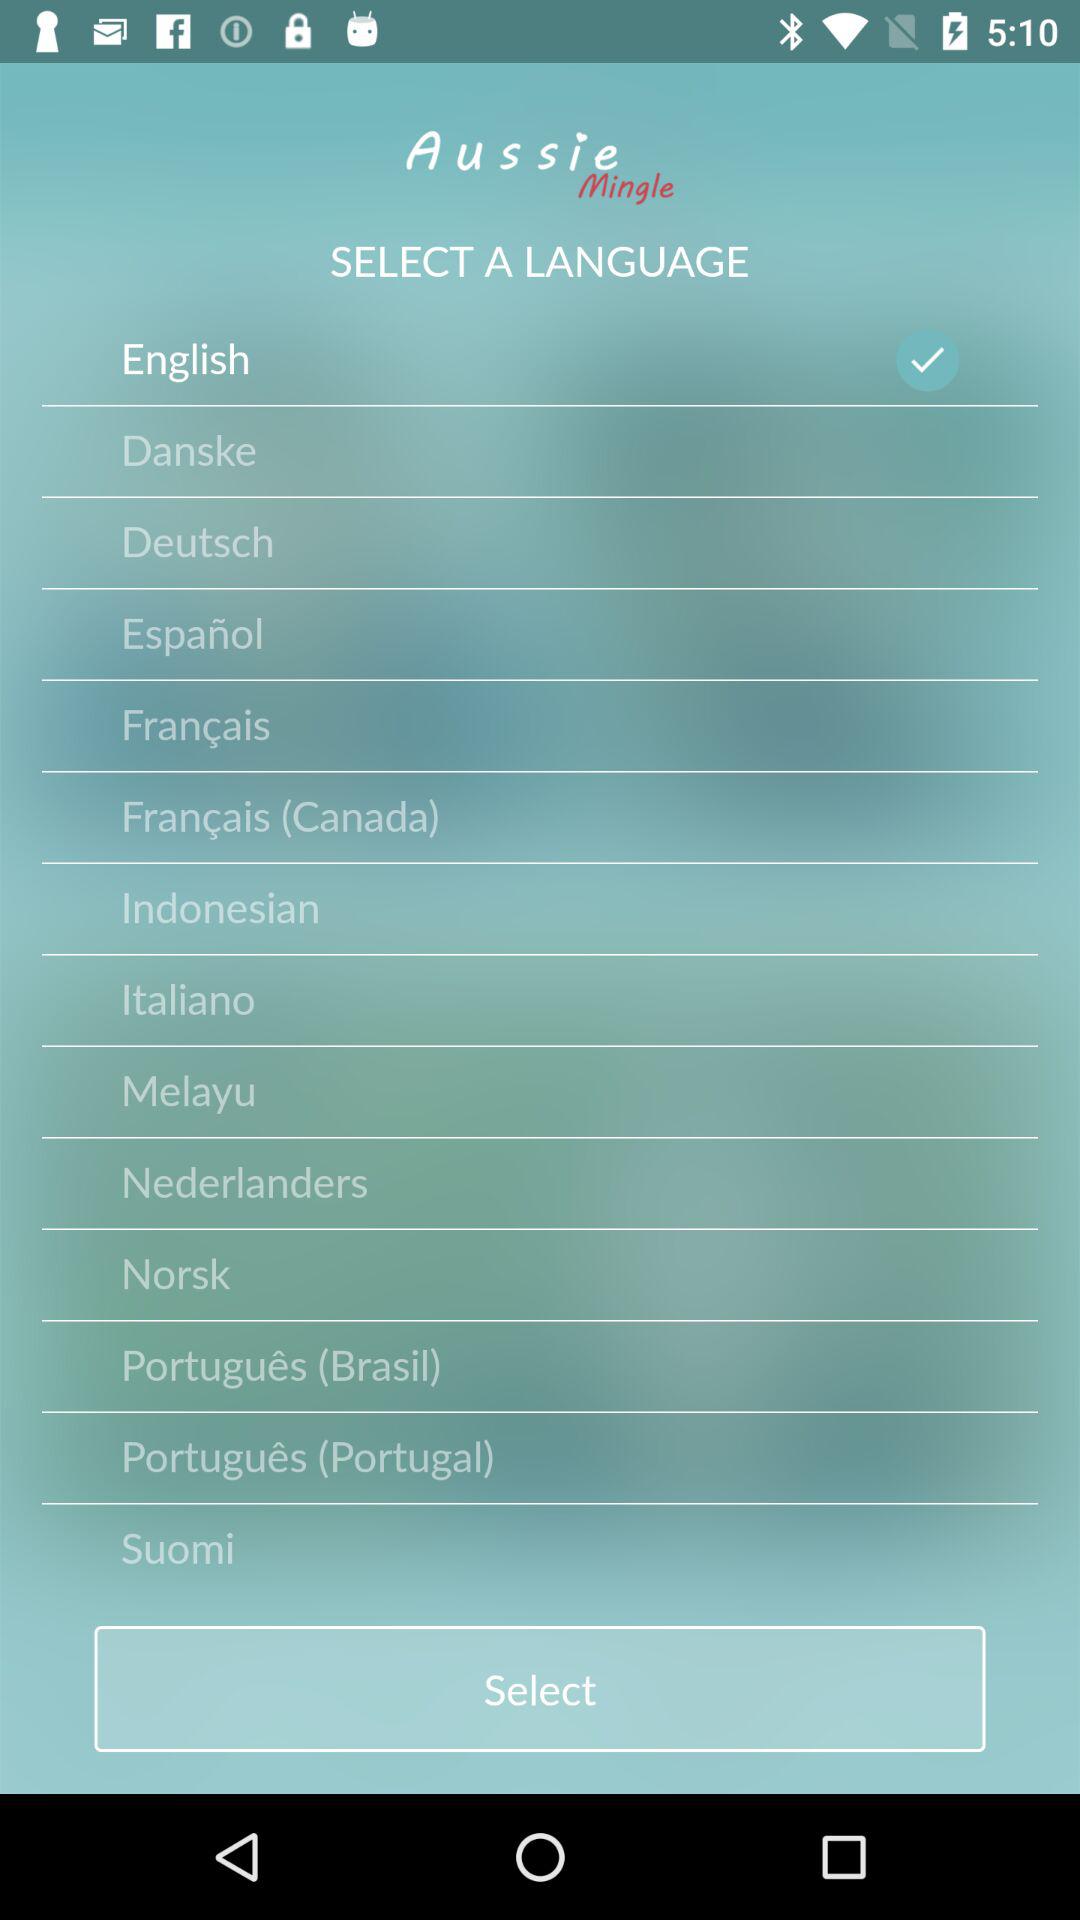 5:10
Aussie
Mingle
SELECT A LANGUAGE
English
Danske
Deutsch
Español
Français
Français (Canada)
Indonesian
Italiano
Melayu
Nederlanders
Norsk
Português (Brasil)
Português (Portugal)
Suomi
Select